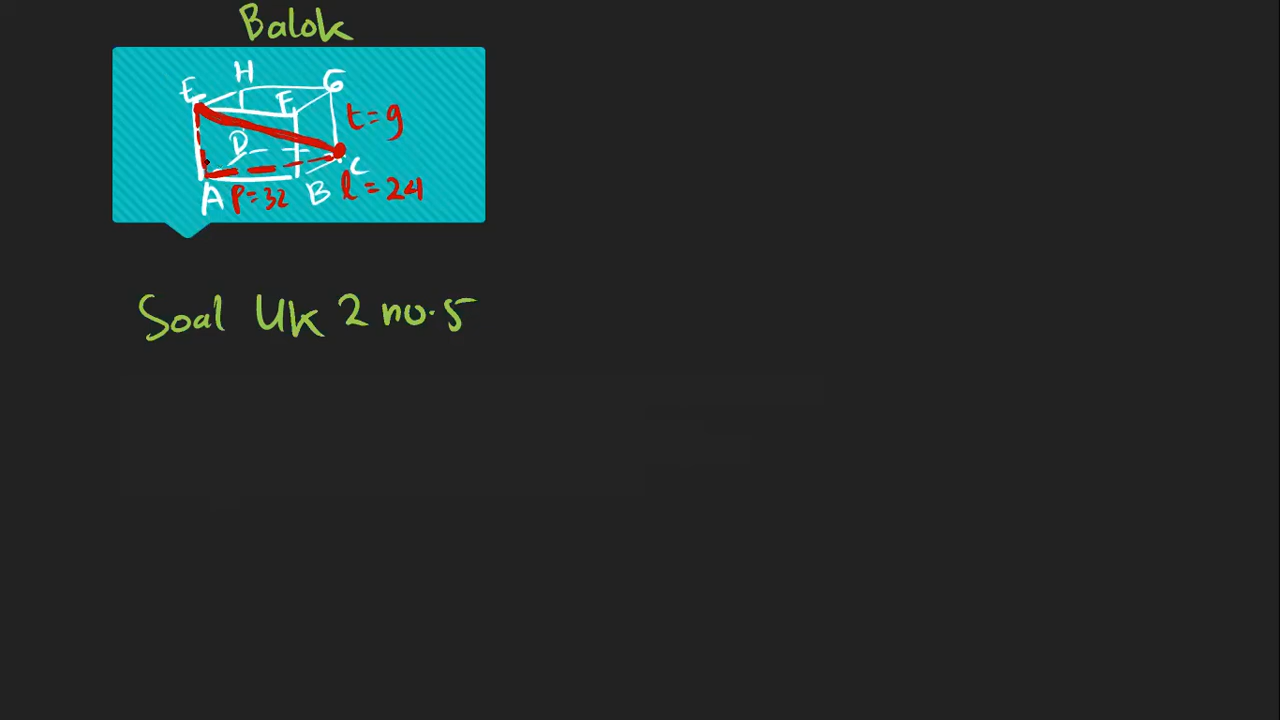 Balok
H
G
E
F
t = 9
D
C
A
B
p = 32
l = 24
Soal Uk 2 no. 5